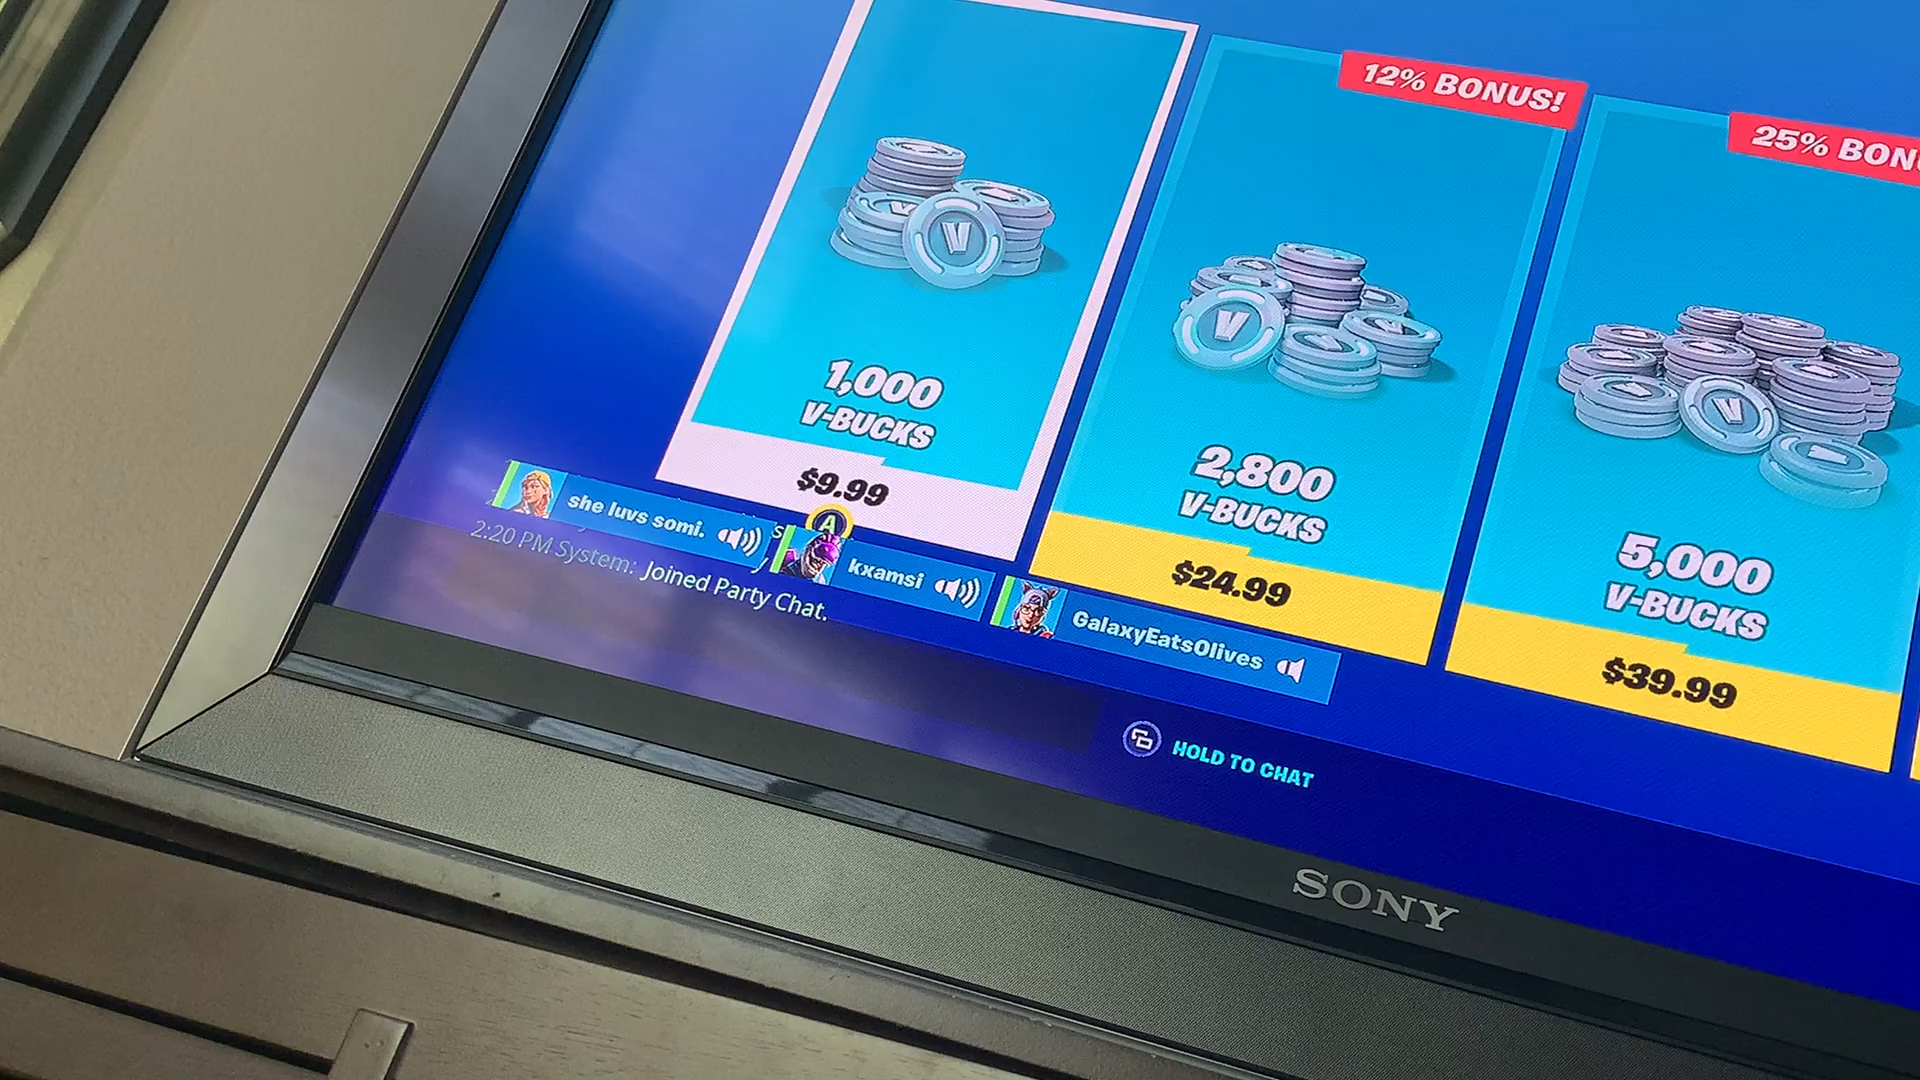 12% BONUS!
25% BONU
1,000
V-BUCKS
$9.99
A
2,800
V-BUCKS
$24.99
5,000
V-BUCKS
$39.99
she luvs somi.
kxamsi
GalaxyEatsOlives
2:20 PM System: Joined Party Chat.
HOLD TO CHAT
SONY